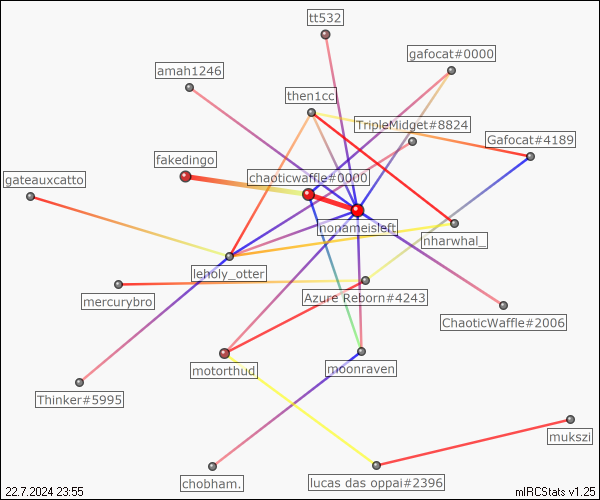 tt532
gafocat#0000
amah1246
then1cc
TripleMidget#8824
Gafocat#4189
fakedingo
chaoticwaffle#0000
gateauxcatto
nonameisleft
nharwhal_
leholy_otter
mercurybro
Azure Reborn#4243
ChaoticWaffle#2006
motorthud
moonraven
Thinker#5995
mukszi
chobham.
lucas das oppai#2396
22.7.2024 23:55
mIRCStats v1.25